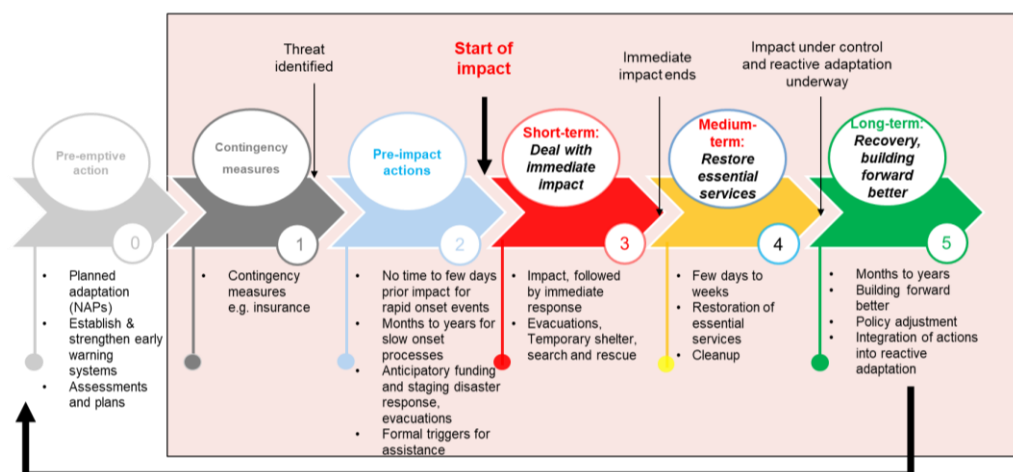 Threat
identified
Start of
impact
Immediate
impact ends
Impact under control
and reactive adaptation
underway
Pre-emptive
action
Contingency
measures
Pre-impact
actions
Short-term:
Deal with
immediate
impact
Medium-
term:
Restore
essential
services
Long-term:
Recovery,
building
forward
better
0
1
2
3
4
5
• Planned
adaptation
(NAPs)
• Establish &
strengthen early
warning
systems
• Assessments
and plans
• Contingency
measures
e.g. insurance
• No time to few days
prior impact for
rapid onset events
• Months to years for
slow onset
processes
• Anticipatory funding
and staging disaster
response,
evacuations
• Formal triggers for
assistance
• Impact, followed
by immediate
response
• Evacuations,
Temporary shelter,
search and rescue
• Few days to
weeks
• Restoration of
essential
services
• Cleanup
• Months to years
• Building forward
better
• Policy adjustment
• Integration of actions
into reactive
adaptation